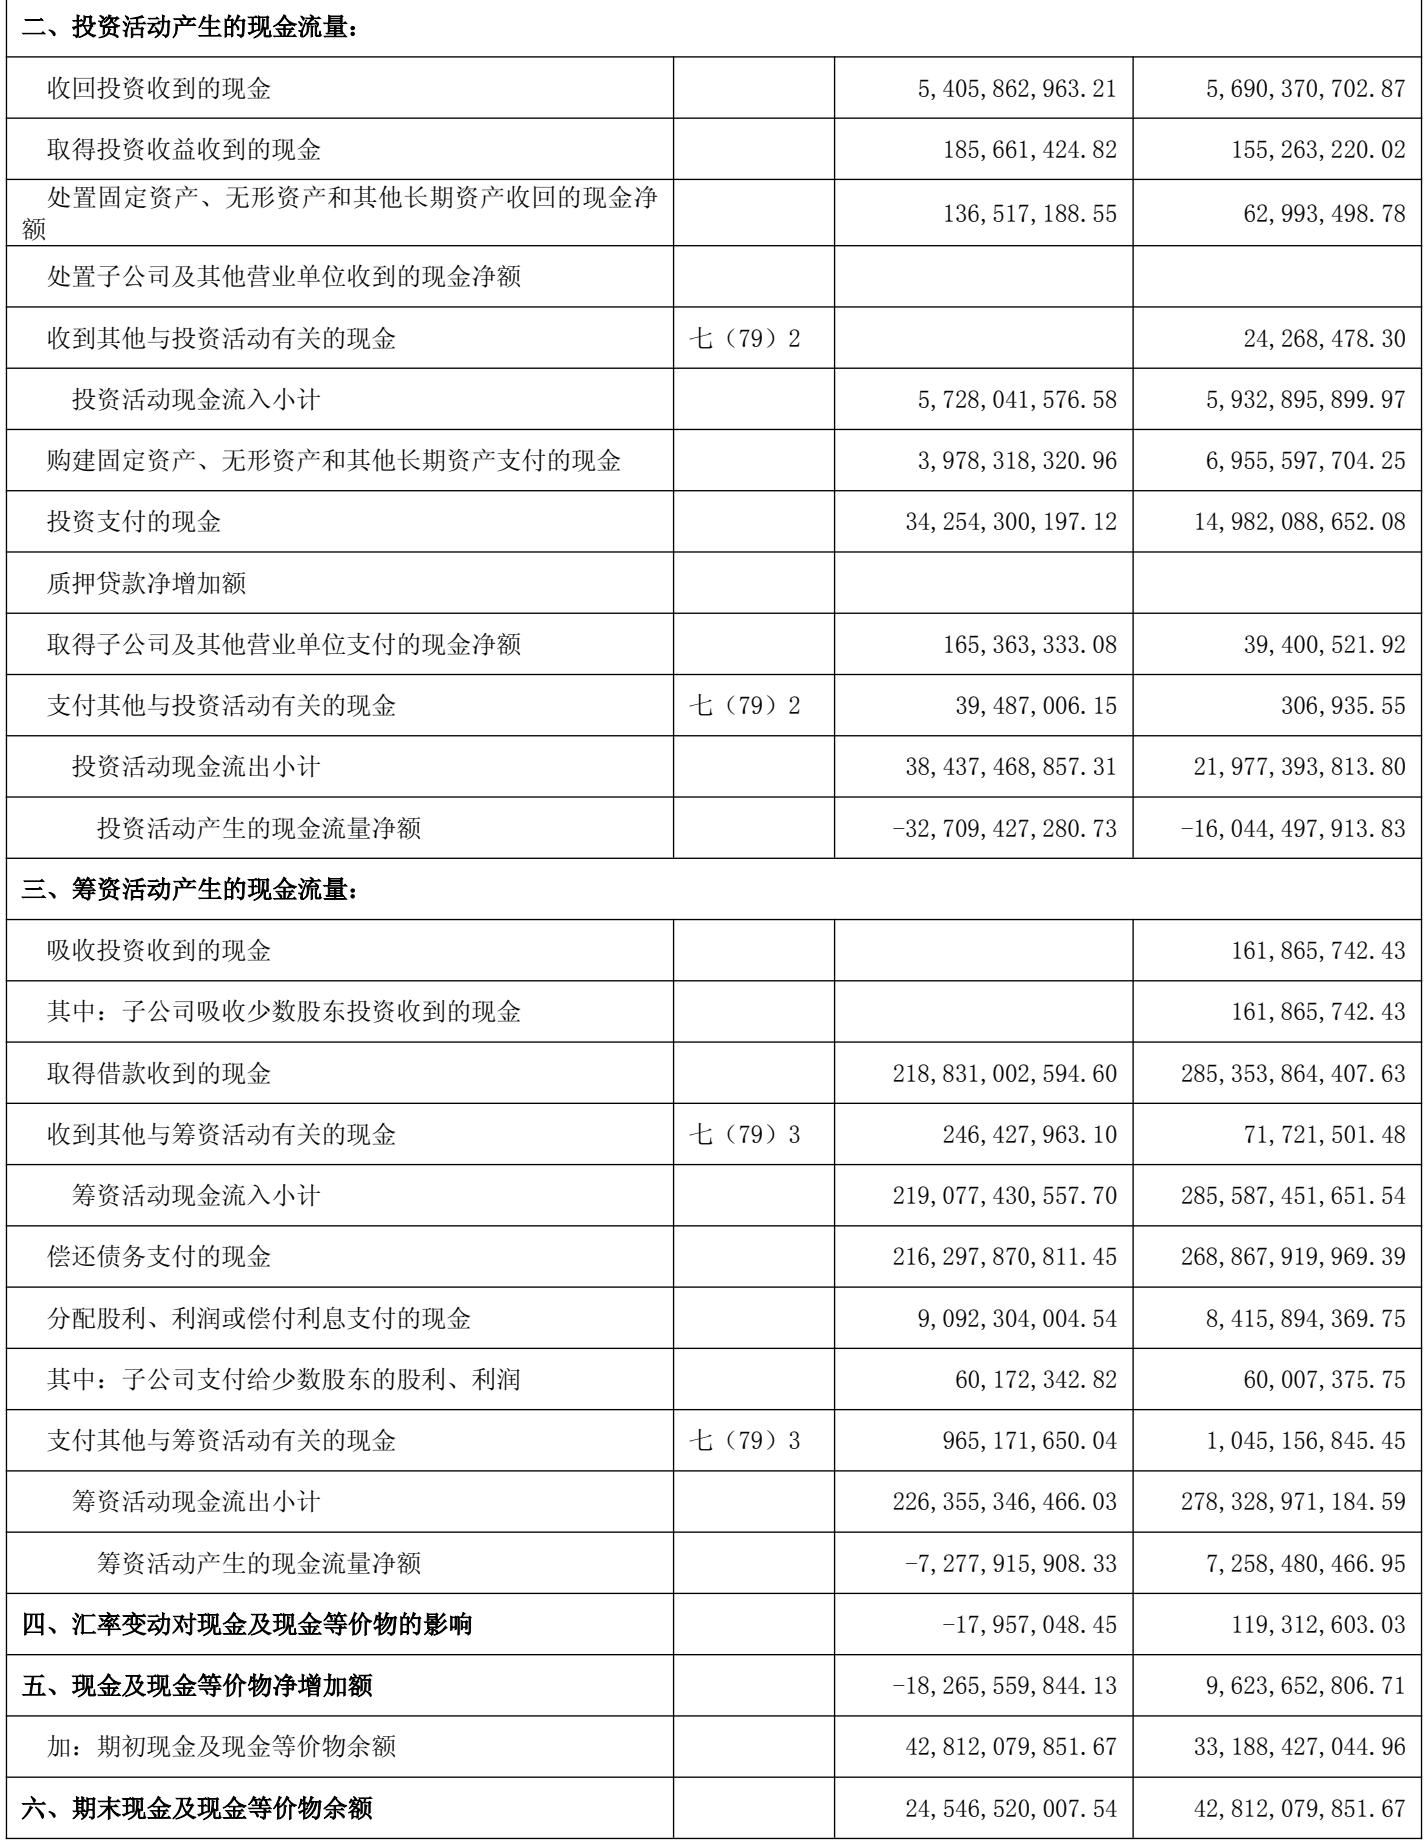 二、投资活动产生的现金流量：
收回投资收到的现金 5,405,862,963.21 5,690,370,702.87
取得投资收益收到的现金 185,661,424.82 155,263,220.02
处置固定资产、无形资产和其他长期资产收回的现金净
额 136,517,188.55 62,993,498.78
处置子公司及其他营业单位收到的现金净额
收到其他与投资活动有关的现金 七（79）2 24,268,478.30
投资活动现金流入小计 5,728,041,576.58 5,932,895,899.97
购建固定资产、无形资产和其他长期资产支付的现金 3,978,318,320.96 6,955,597,704.25
投资支付的现金 34,254,300,197.12 14,982,088,652.08
质押贷款净增加额
取得子公司及其他营业单位支付的现金净额 165,363,333.08 39,400,521.92
支付其他与投资活动有关的现金 七（79）2 39,487,006.15 306,935.55
投资活动现金流出小计 38,437,468,857.31 21,977,393,813.80
投资活动产生的现金流量净额 -32,709,427,280.73 -16,044,497,913.83
三、筹资活动产生的现金流量：
吸收投资收到的现金 161,865,742.43
其中：子公司吸收少数股东投资收到的现金 161,865,742.43
取得借款收到的现金 218,831,002,594.60 285,353,864,407.63
收到其他与筹资活动有关的现金 七（79）3 246,427,963.10 71,721,501.48
筹资活动现金流入小计 219,077,430,557.70 285,587,451,651.54
偿还债务支付的现金 216,297,870,811.45 268,867,919,969.39
分配股利、利润或偿付利息支付的现金 9,092,304,004.54 8,415,894,369.75
其中：子公司支付给少数股东的股利、利润 60,172,342.82 60,007,375.75
支付其他与筹资活动有关的现金 七（79）3 965,171,650.04 1,045,156,845.45
筹资活动现金流出小计 226,355,346,466.03 278,328,971,184.59
筹资活动产生的现金流量净额 -7,277,915,908.33 7,258,480,466.95
四、汇率变动对现金及现金等价物的影响 -17,957,048.45 119,312,603.03
五、现金及现金等价物净增加额 -18,265,559,844.13 9,623,652,806.71
加：期初现金及现金等价物余额 42,812,079,851.67 33,188,427,044.96
六、期末现金及现金等价物余额 24,546,520,007.54 42,812,079,851.67